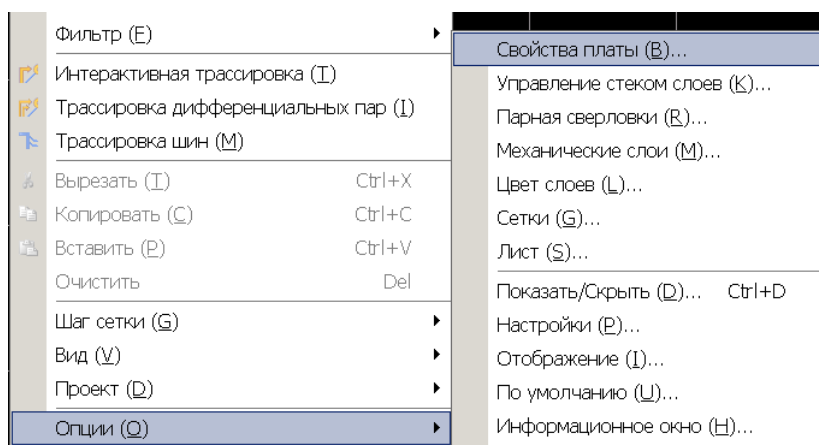 Фильтр (F)
Интерактивная трассировка (T)
Трассировка дифференциальных пар (I)
Трассировка шин (M)
Вырезать (T) Ctrl+X
Копировать (C) Ctrl+C
Вставить (P) Ctrl+V
Очистить Del
Шаг сетки (G)
Вид (V)
Проект (D)
Опции (O)
Свойства платы (B)...
Управление стеком слоев (K)...
Парная сверловки (R)...
Механические слои (M)...
Цвет слоев (L)...
Сетки (G)...
Лист (S)...
Показать/Скрыть (D)... Ctrl+D
Настройки (P)...
Отображение (I)...
По умолчанию (U)...
Информационное окно (H)...